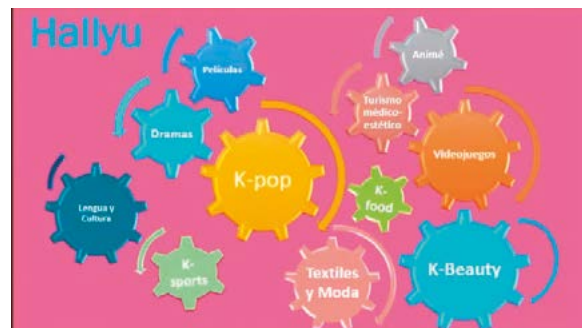 Hallyu
Películas
Animé
Dramas
Turismo
médico-
estético
Videojuegos
K-pop
K-
food
Lengua y
Cultura
K-
sports
Textiles
y Moda
K-Beauty